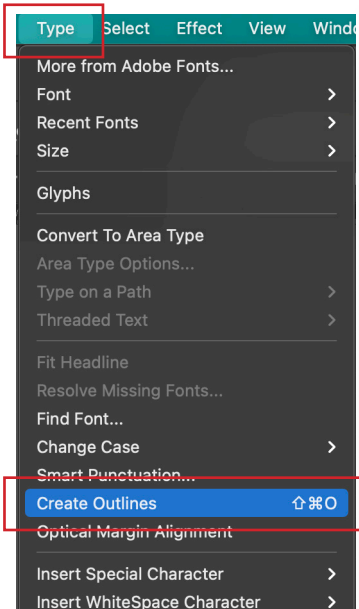 Type Select Effect View Windo
More from Adobe Fonts...
Font
Recent Fonts
Size
Glyphs
Convert To Area Type
Area Type Options...
Type on a Path
Threaded Text
Fit Headline
Resolve Missing Fonts...
Find Font...
Change Case
Smart Punctuation...
Create Outlines ⇧⌘O
Optical Margin Alignment
Insert Special Character
Insert WhiteSpace Character